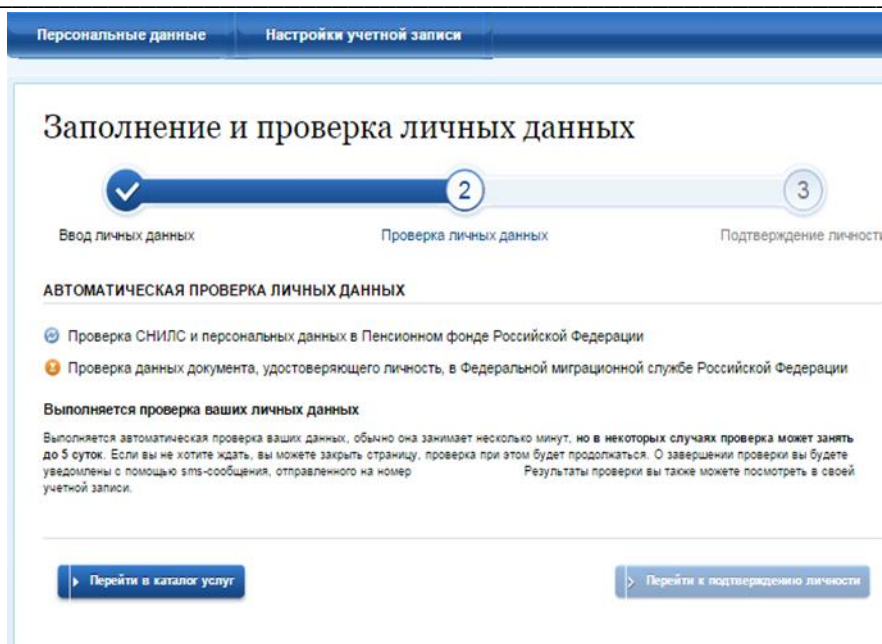 Персональные данные Настройки учетной записи
Заполнение и проверка личных данных
2 3
Ввод личных данных Проверка личных данных Подтверждение личности
АВТОМАТИЧЕСКАЯ ПРОВЕРКА ЛИЧНЫХ ДАННЫХ
Проверка СНИЛС и персональных данных в Пенсионном фонде Российской Федерации
Проверка данных документа, удостоверяющего личность, в Федеральной миграционной службе Российской Федерации
Выполняется проверка ваших личных данных
Выполняется автоматическая проверка ваших данных, обычно она занимает несколько минут, но в некоторых случаях проверка может занять
до 5 суток. Если вы не хотите ждать, вы можете закрыть страницу, проверка при этом будет продолжаться. О завершении проверки вы будете
уведомлены с помощью sms-сообщения, отправленного на номер Результаты проверки вы также можете посмотреть в своей
учетной записи.
Перейти в каталог услуг Перейти к подтверждению личности